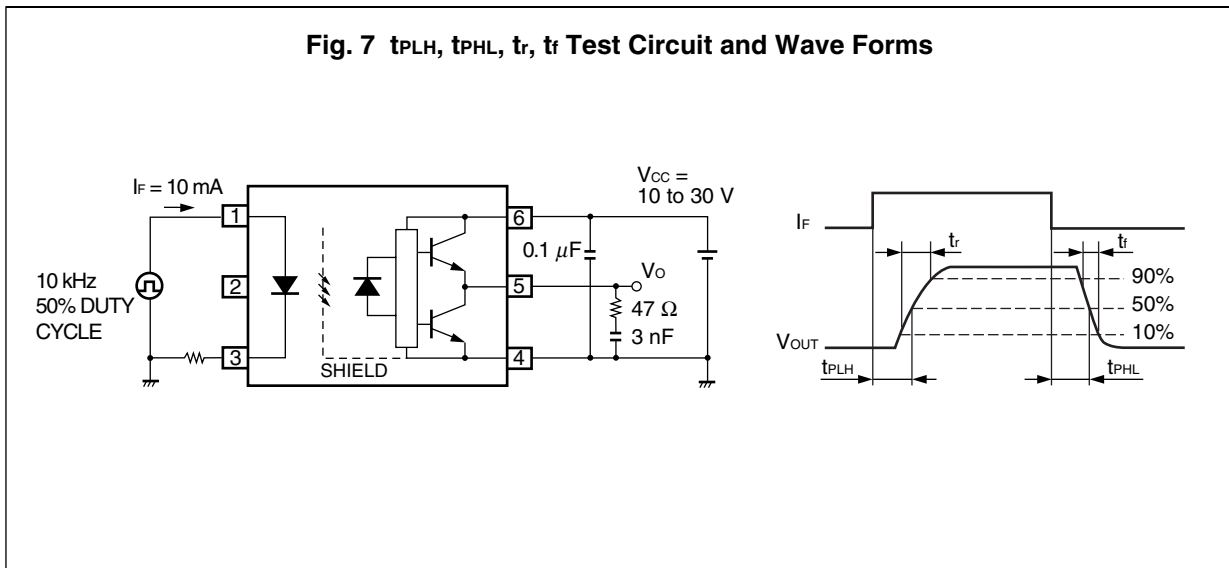 Fig. 7 tPLH, tPHL, tr, tf Test Circuit and Wave Forms
IF = 10 mA
10 kHz
50% DUTY
CYCLE
1
2
3
SHIELD
6
5
4
0.1 μF
VCC =
10 to 30 V
VO
47 Ω
3 nF
IF
tr
tf
90%
50%
10%
VOUT
tPLH
tPHL